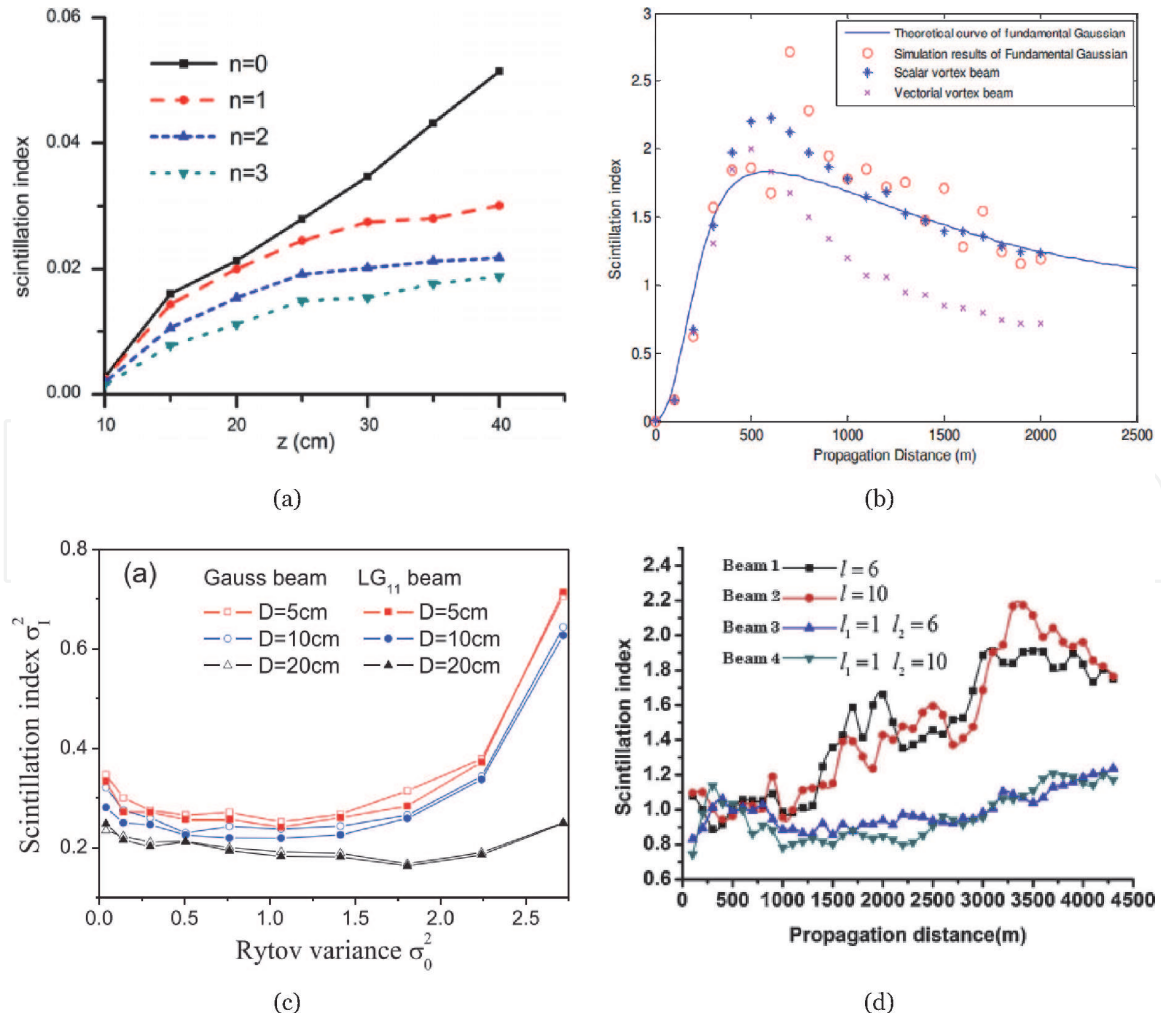 0.06
0.04
0.02
0.00
scintillation index
n=0
n=1
n=2
n=3
10
20
30
40
z (cm)
(a)
3
2.5
2
1.5
1
0.5
0
Scintillation index
Theoretical curve of fundamental Gaussian
Simulation results of Fundamental Gaussian
Scalar vortex beam
Vectorial vortex beam
0 500 1000 1500 2000 2500
Propagation Distance (m)
(b)
0.8
0.6
0.4
0.2
Scintillation index σ_I^2
(a)
Gauss beam LG₁₁ beam
D=5cm D=5cm
D=10cm D=10cm
D=20cm D=20cm
0.0 0.5 1.0 1.5 2.0 2.5
Rytov variance σ_0^2
(c)
2.4
2.2
2.0
1.8
1.6
1.4
1.2
1.0
0.8
0.6
Scintillation index
Beam 1 l=6
Beam 2 l=10
Beam 3 l₁=1 l₂=6
Beam 4 l₁=1 l₂=10
0 500 1000 1500 2000 2500 3000 3500 4000 4500
Propagation distance(m)
(d)